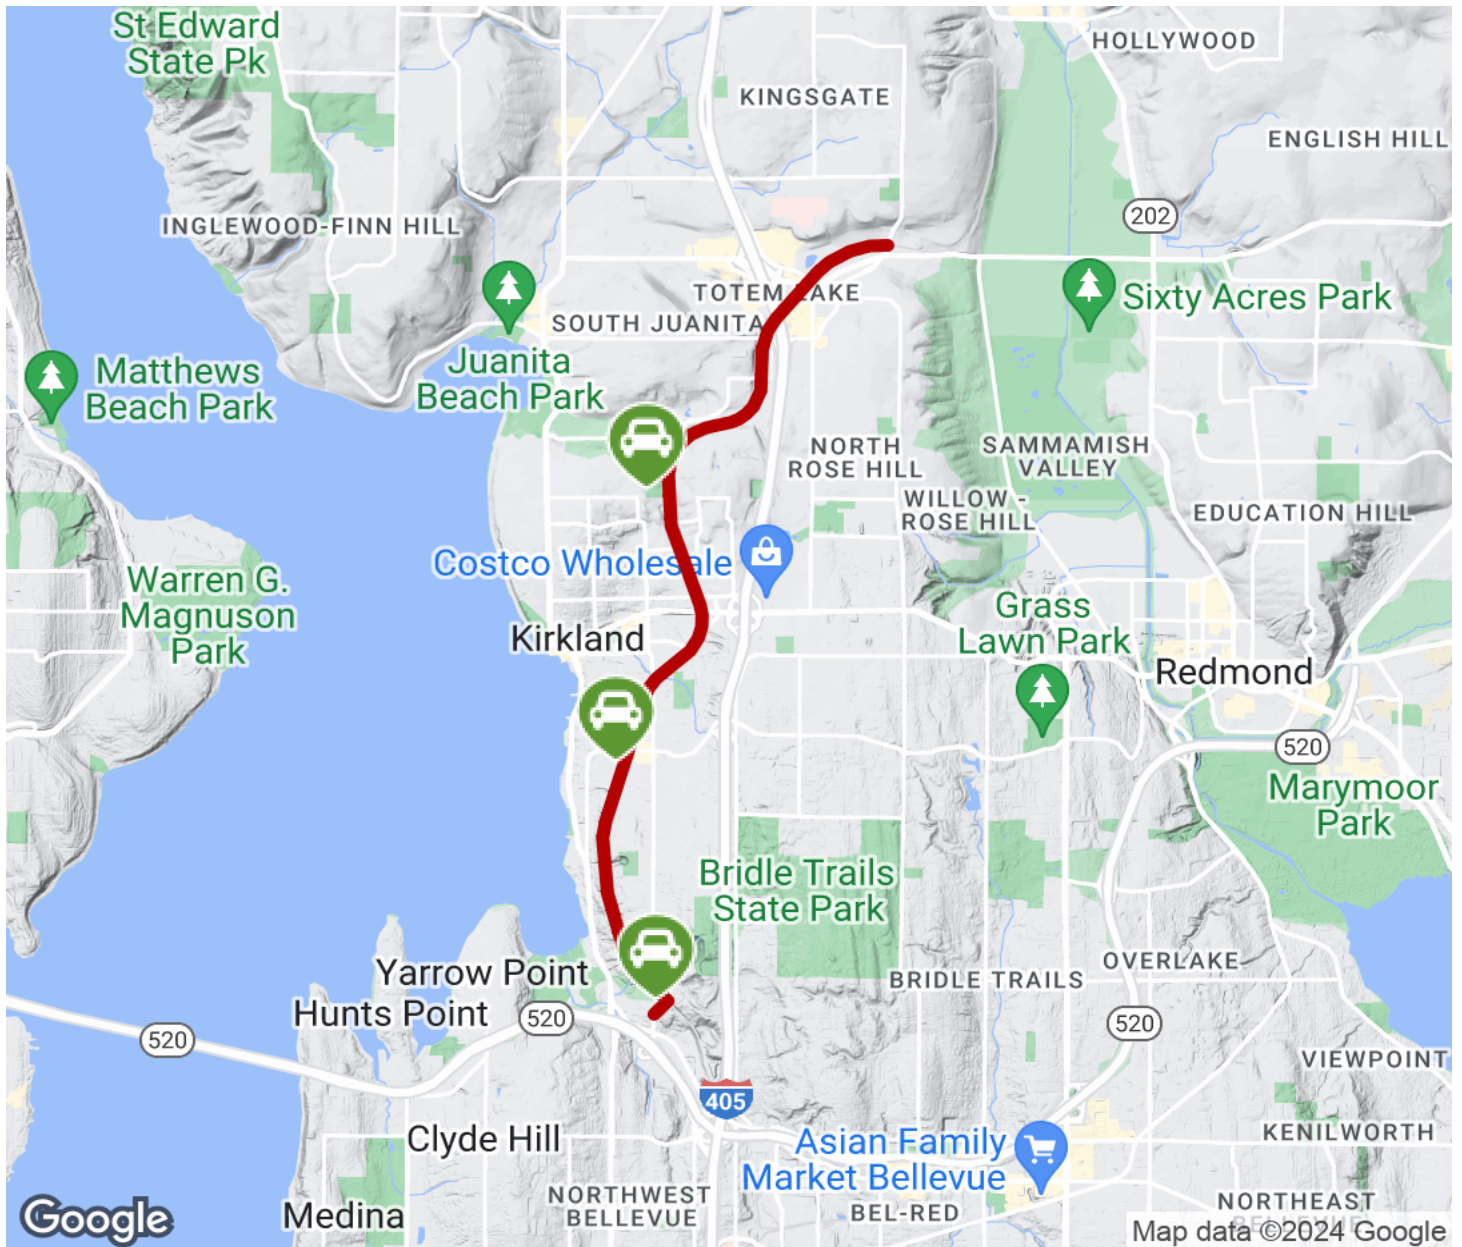 St Edward
State Pk
HOLLYWOOD
KINGSGATE
ENGLISH HILL
INGLEWOOD-FINN HILL
202
TOTEM LAKE
Sixty Acres Park
SOUTH JUANITA
Juanita
Beach Park
Matthews
Beach Park
NORTH
ROSE HILL
SAMMAMISH
VALLEY
WILLOW -
ROSE HILL
EDUCATION HILL
Costco Wholesale
Warren G.
Magnuson
Park
Grass
Lawn Park
Kirkland
Redmond
520
Marymoor
Park
Bridle Trails
State Park
Yarrow Point
BRIDLE TRAILS
OVERLAKE
Hunts Point
520
520
520
VIEWPOINT
405
Clyde Hill
Asian Family
Market Bellevue
KENILWORTH
NORTHWEST
BELLEVUE
BEL-RED
NORTHEAST
BELLEVUE
Medina
Google
Map data ©2024 Google